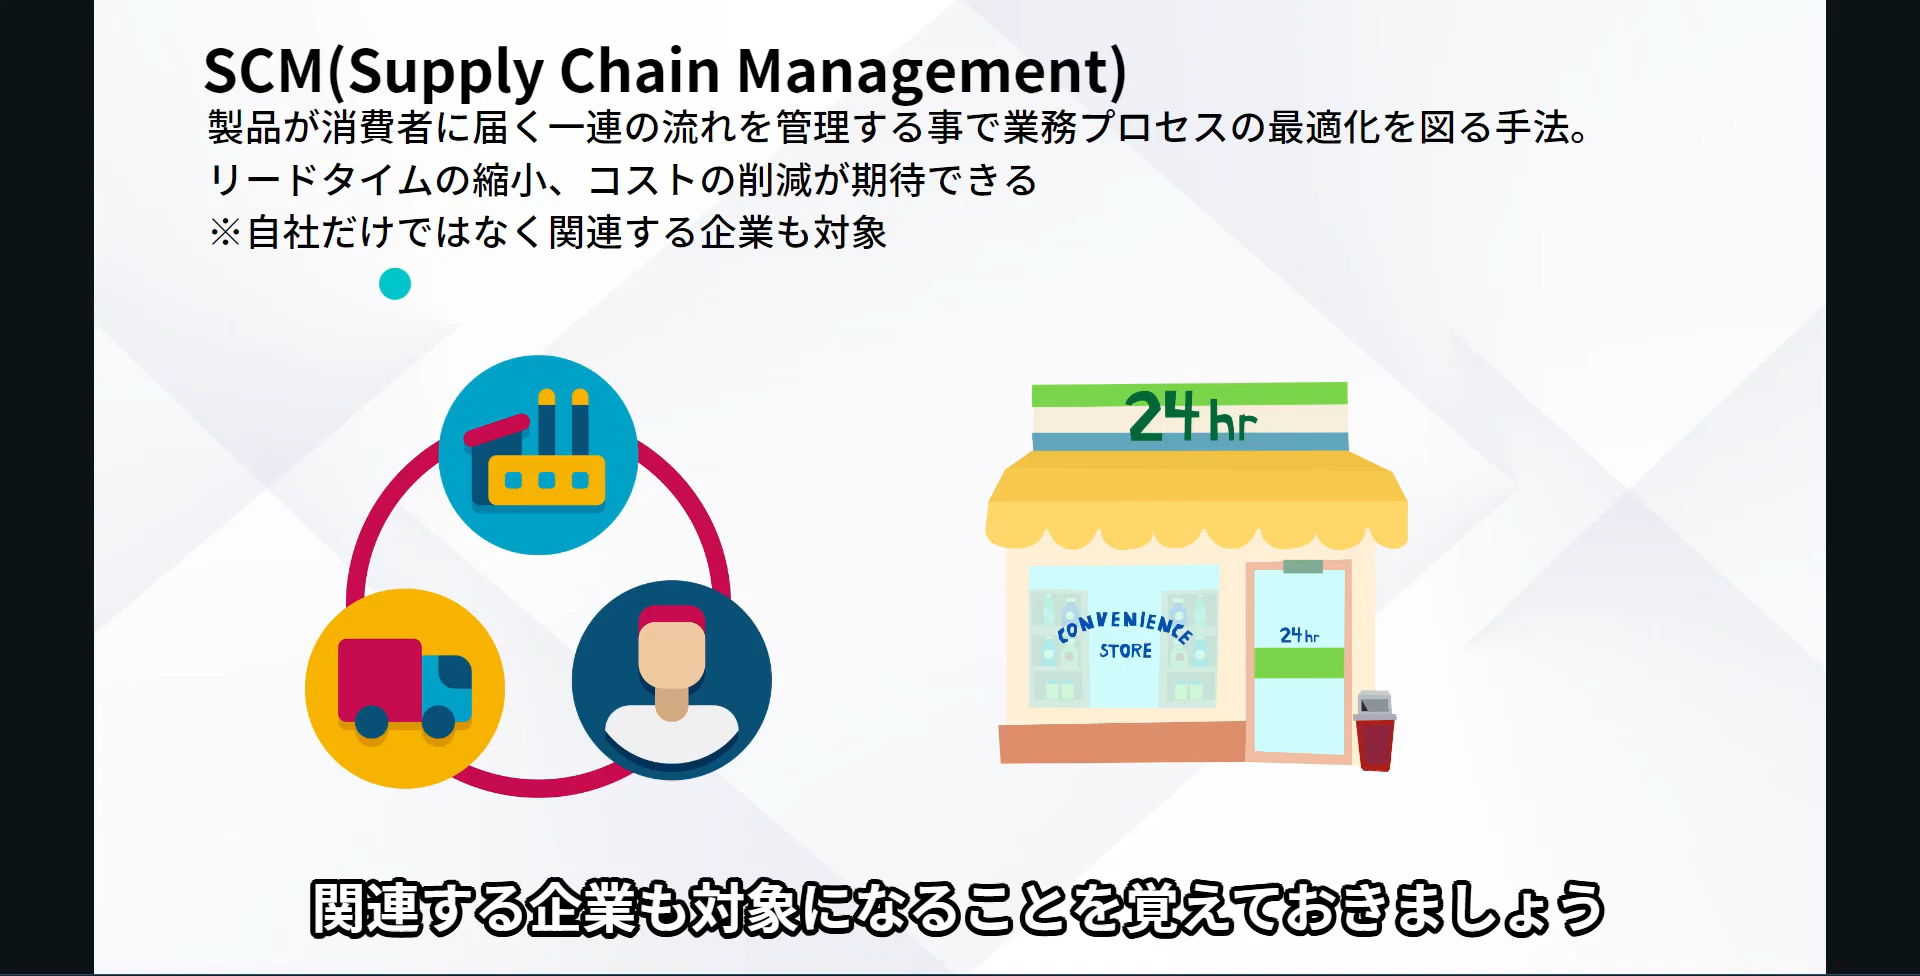 SCM(Supply Chain Management)
製品が消費者に届く一連の流れを管理する事で業務プロセスの最適化を図る手法。
リードタイムの縮小、コストの削減が期待できる
※自社だけではなく関連する企業も対象
24hr
CONVENIENCE
STORE
24hr
関連する企業も対象になることを覚えておきましょう